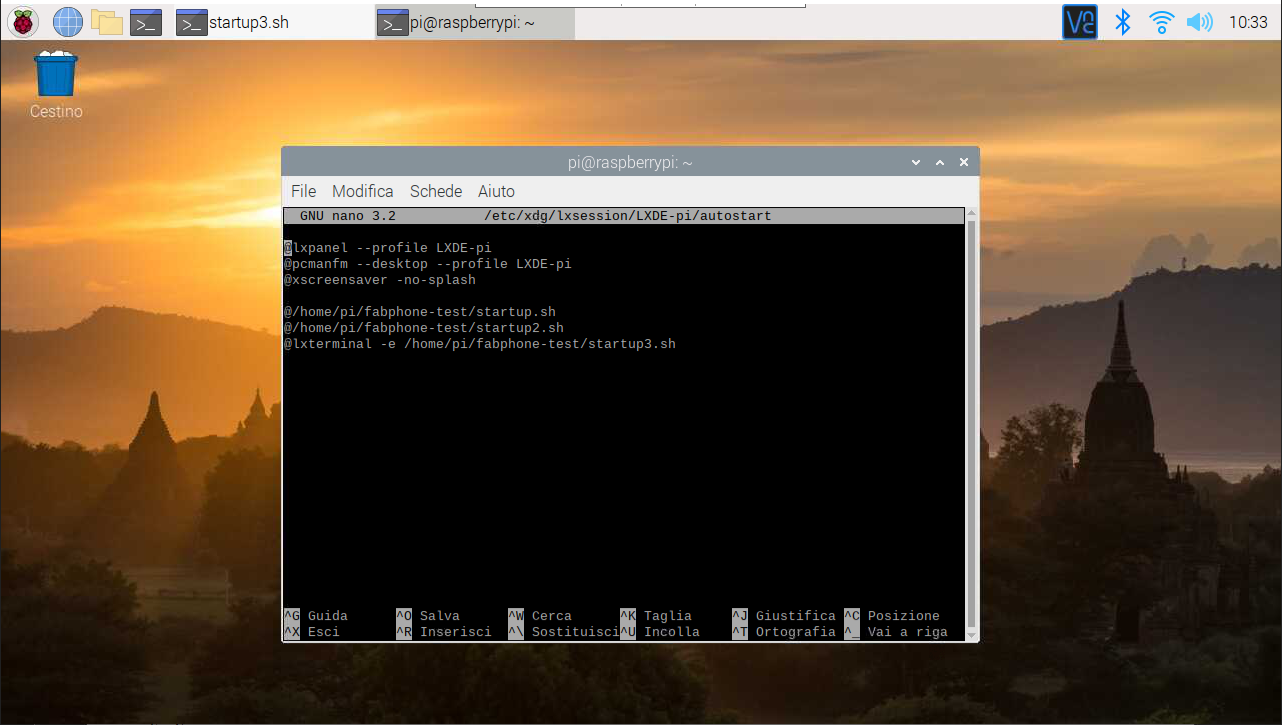 startup3.sh
pi@raspberrypi: ~
VNC
10:33
Cestino
pi@raspberrypi: ~
File Modifica Schede Aiuto
GNU nano 3.2 /etc/xdg/lxsession/LXDE-pi/autostart
@lxpanel --profile LXDE-pi
@pcmanfm --desktop --profile LXDE-pi
@xscreensaver -no-splash
@/home/pi/fabphone-test/startup.sh
@/home/pi/fabphone-test/startup2.sh
@lxterminal -e /home/pi/fabphone-test/startup3.sh
^G Guida ^O Salva ^W Cerca ^K Taglia ^J Giustifica ^C Posizione
^X Esci ^R Inserisci ^\ Sostituisci ^U Incolla ^T Ortografia ^_ Vai a riga